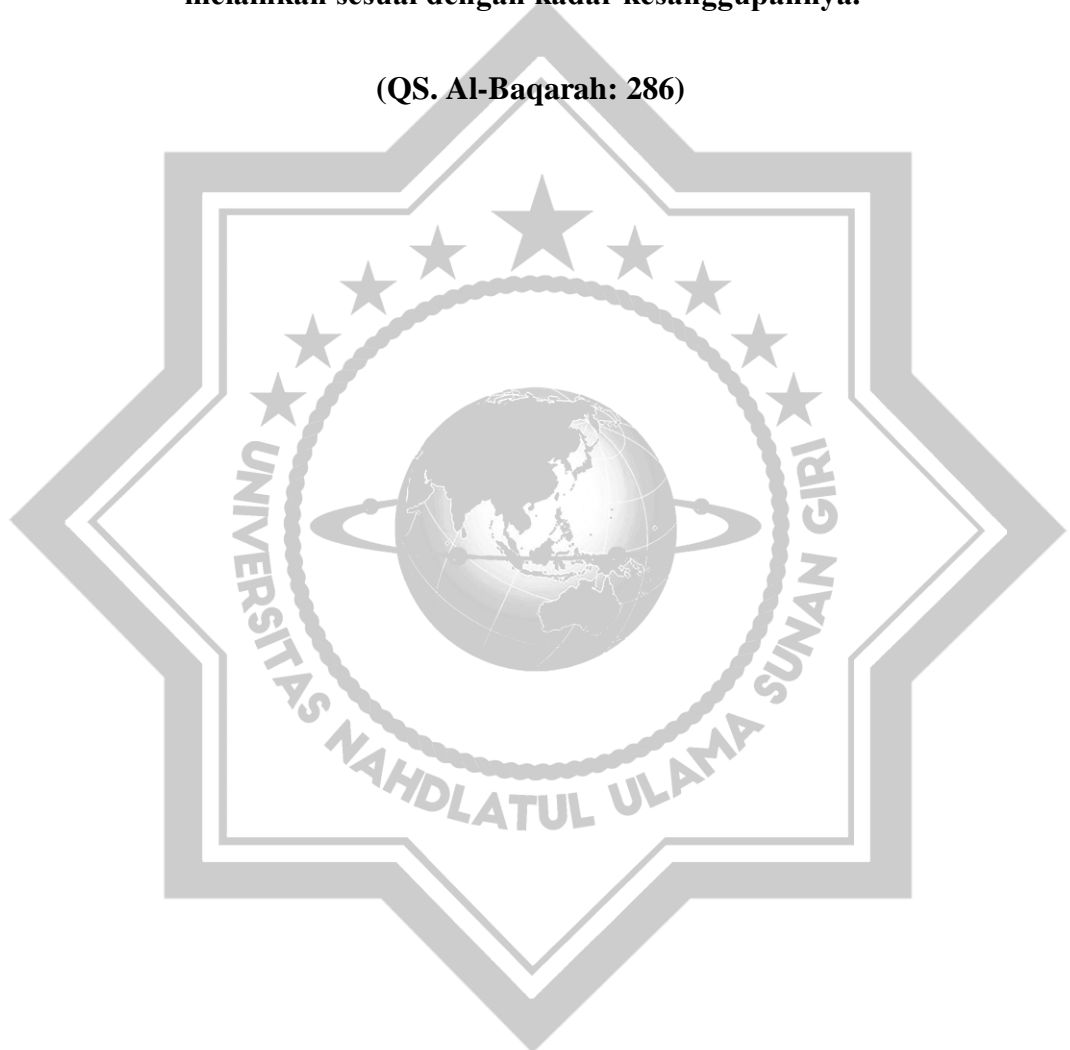 melainkan sesuai dengan kadar kesanggupannya.
(QS. Al-Baqarah: 286)
UNIVERSITAS NAHDLATUL ULAMA SUNAN GIRI